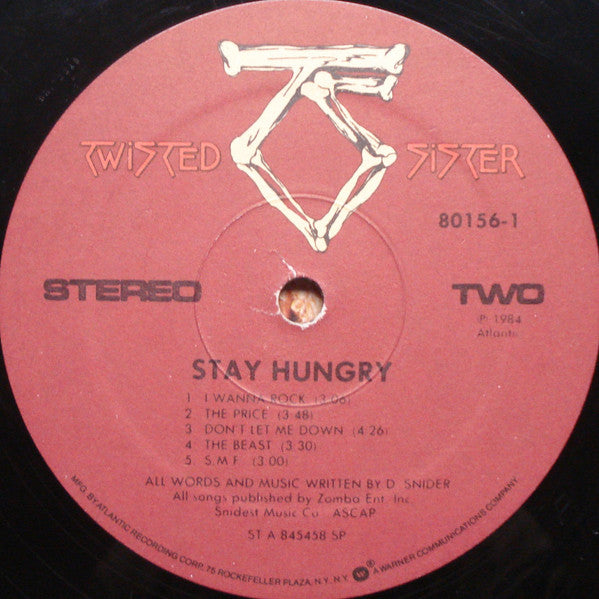 TWISTED SISTER
80156-1
STEREO
TWO
P 1984
Atlantic
STAY HUNGRY
1 I WANNA ROCK (3:06)
2 THE PRICE (3:48)
3 DON'T LET ME DOWN (4:26)
4 THE BEAST (3:30)
5. S.M.F. (3:00)
ALL WORDS AND MUSIC WRITTEN BY D. SNIDER
All songs published by Zomba Ent. Inc.
Snidest Music Co. ASCAP
ST A 845458 SP
MFG. BY ATLANTIC RECORDING CORP. 75 ROCKEFELLER PLAZA, N.Y. N.Y. ® A WARNER COMMUNICATIONS COMPANY.